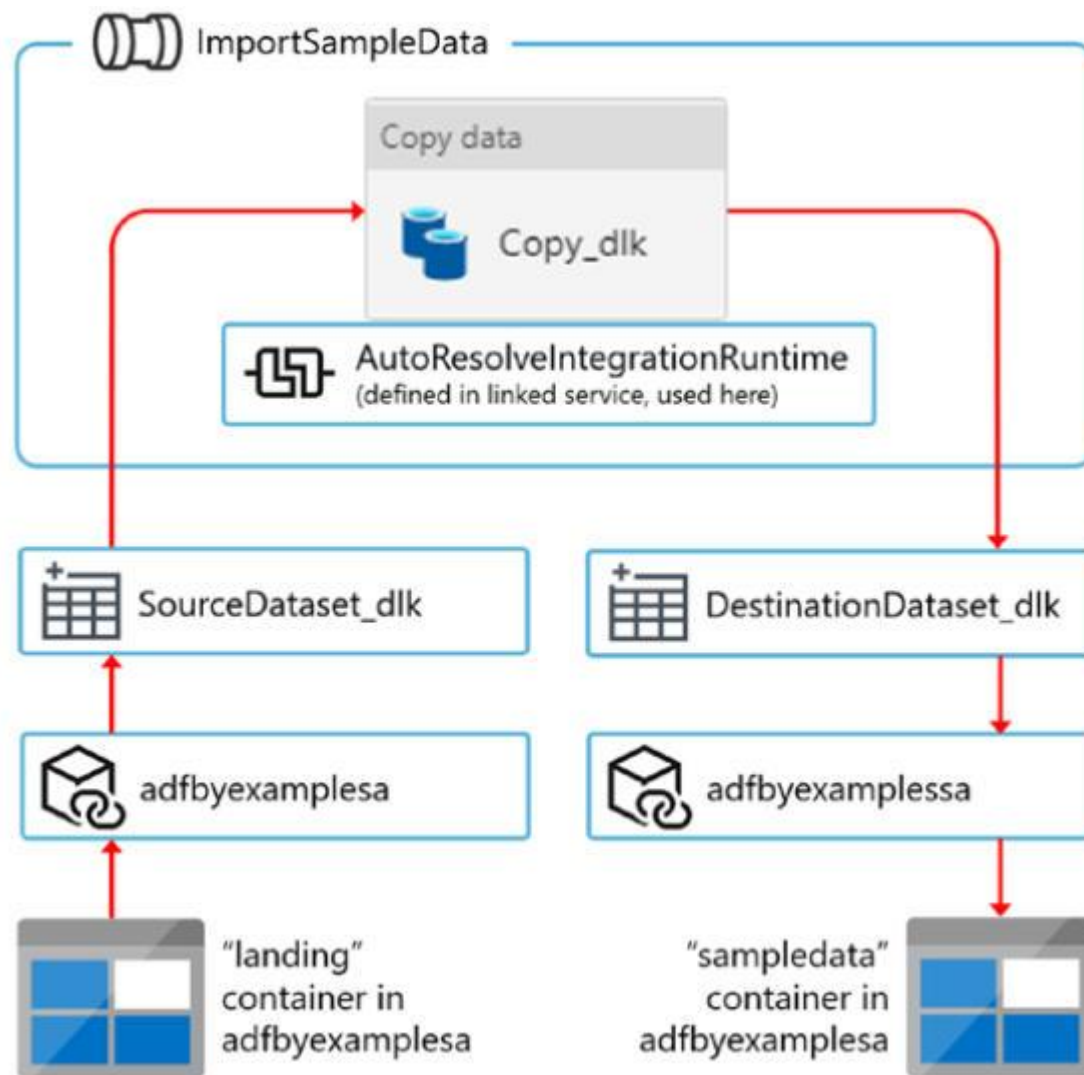 ImportSampleData
Copy data
Copy_dlk
AutoResolveIntegrationRuntime
(defined in linked service, used here)
SourceDataset_dlk
DestinationDataset_dlk
adfbyexamplesa
adfbyexamplessa
"landing"
container in
adfbyexamplesa
"sampledata"
container in
adfbyexamplesa